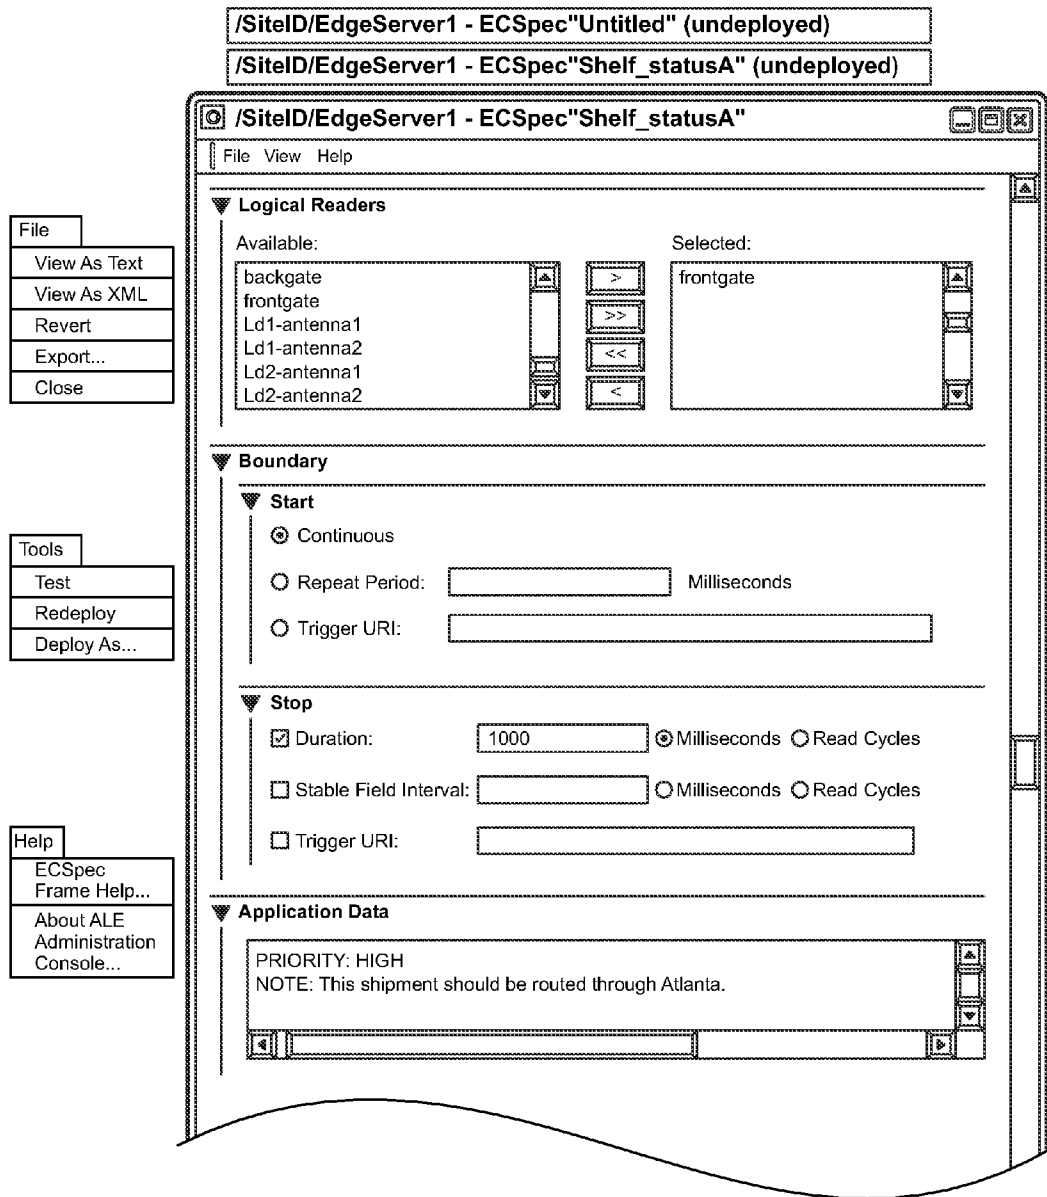 /SiteID/EdgeServer1 - ECSpec"Untitled" (undeployed)
/SiteID/EdgeServer1 - ECSpec"Shelf_statusA" (undeployed)
/SiteID/EdgeServer1 - ECSpec"Shelf_statusA"
File View Help
Logical Readers
Available:
backgate
frontgate
Ld1-antenna1
Ld1-antenna2
Ld2-antenna1
Ld2-antenna2
>
>>
<<
<
Selected:
frontgate
Boundary
Start
Continuous
Repeat Period: Milliseconds
Trigger URI:
Stop
Duration: 1000 Milliseconds Read Cycles
Stable Field Interval: Milliseconds Read Cycles
Trigger URI:
Application Data
PRIORITY: HIGH
NOTE: This shipment should be routed through Atlanta.
File
View As Text
View As XML
Revert
Export...
Close
Tools
Test
Redeploy
Deploy As...
Help
ECSpec
Frame Help...
About ALE
Administration
Console...